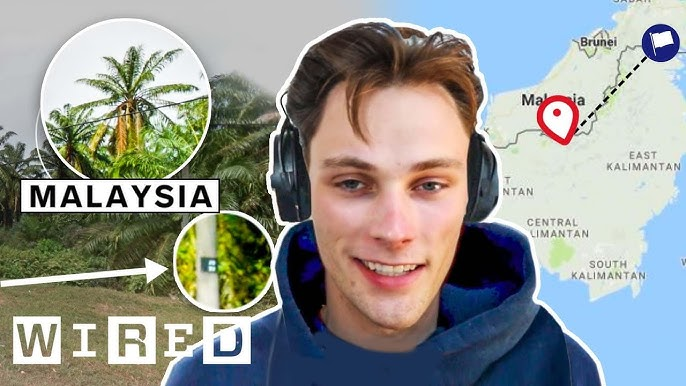 MALAYSIA
WIRED
Brunei
Malaysia
EAST
KALIMANTAN
CENTRAL
KALIMANTAN
SOUTH
KALIMANTAN